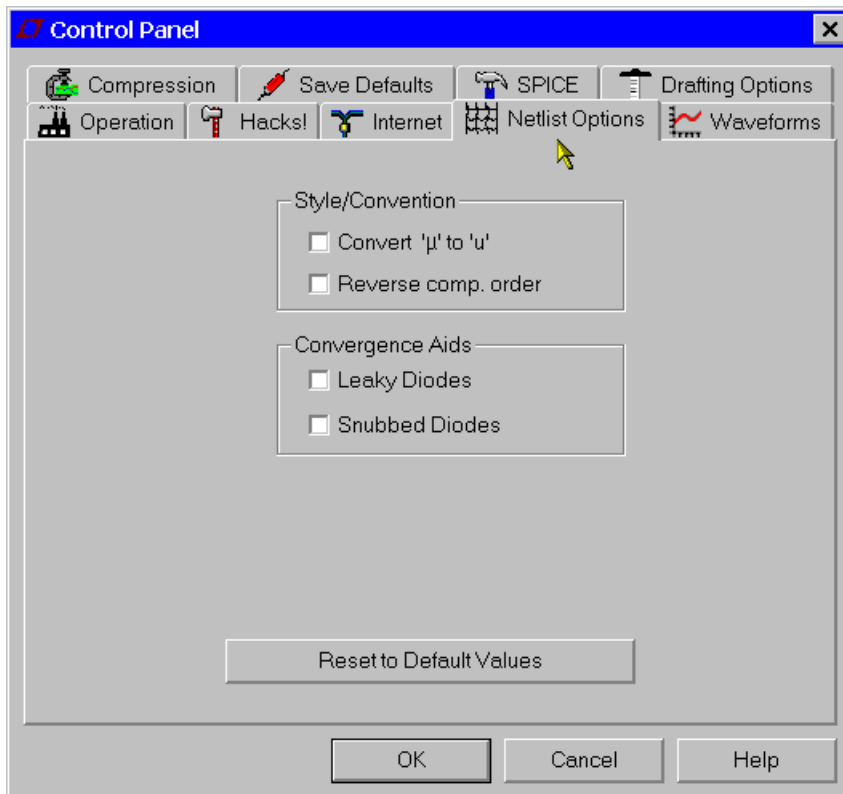 Control Panel
Compression
Save Defaults
SPICE
Drafting Options
Operation
Hacks!
Internet
Netlist Options
Waveforms
Style/Convention
Convert 'µ' to 'u'
Reverse comp. order
Convergence Aids
Leaky Diodes
Snubbed Diodes
Reset to Default Values
OK
Cancel
Help